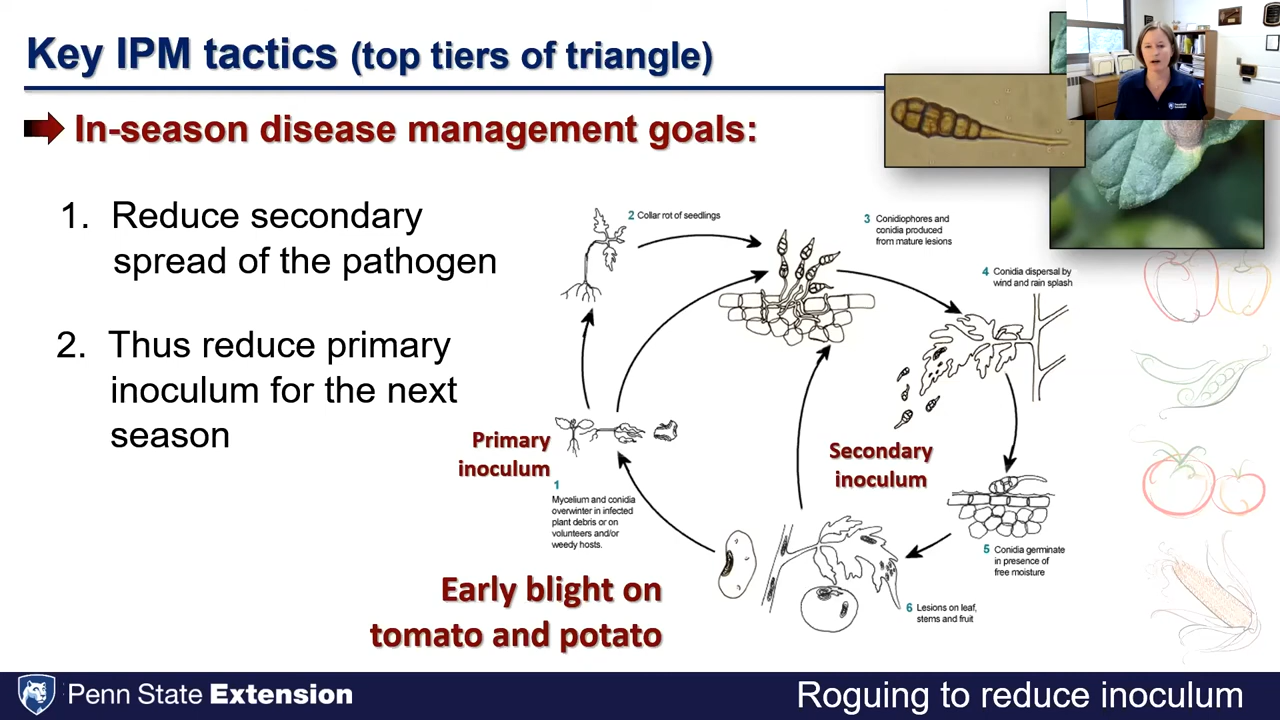 Key IPM tactics (top tiers of triangle)
In-season disease management goals:
1. Reduce secondary
spread of the pathogen
2. Thus reduce primary
inoculum for the next
season
2 Collar rot of seedlings
3 Conidiophores and
conidia produced
from mature lesions
4 Conidia dispersal by
wind and rain splash
Primary
inoculum
Secondary
inoculum
1
Mycelium and conidia
overwinter in infected
plant debris or on
volunteers and/or
weedy hosts.
5 Conidia germinate
in presence of
free moisture
6 Lesions on leaf,
stems and fruit
Early blight on
tomato and potato
Penn State Extension
Roguing to reduce inoculum